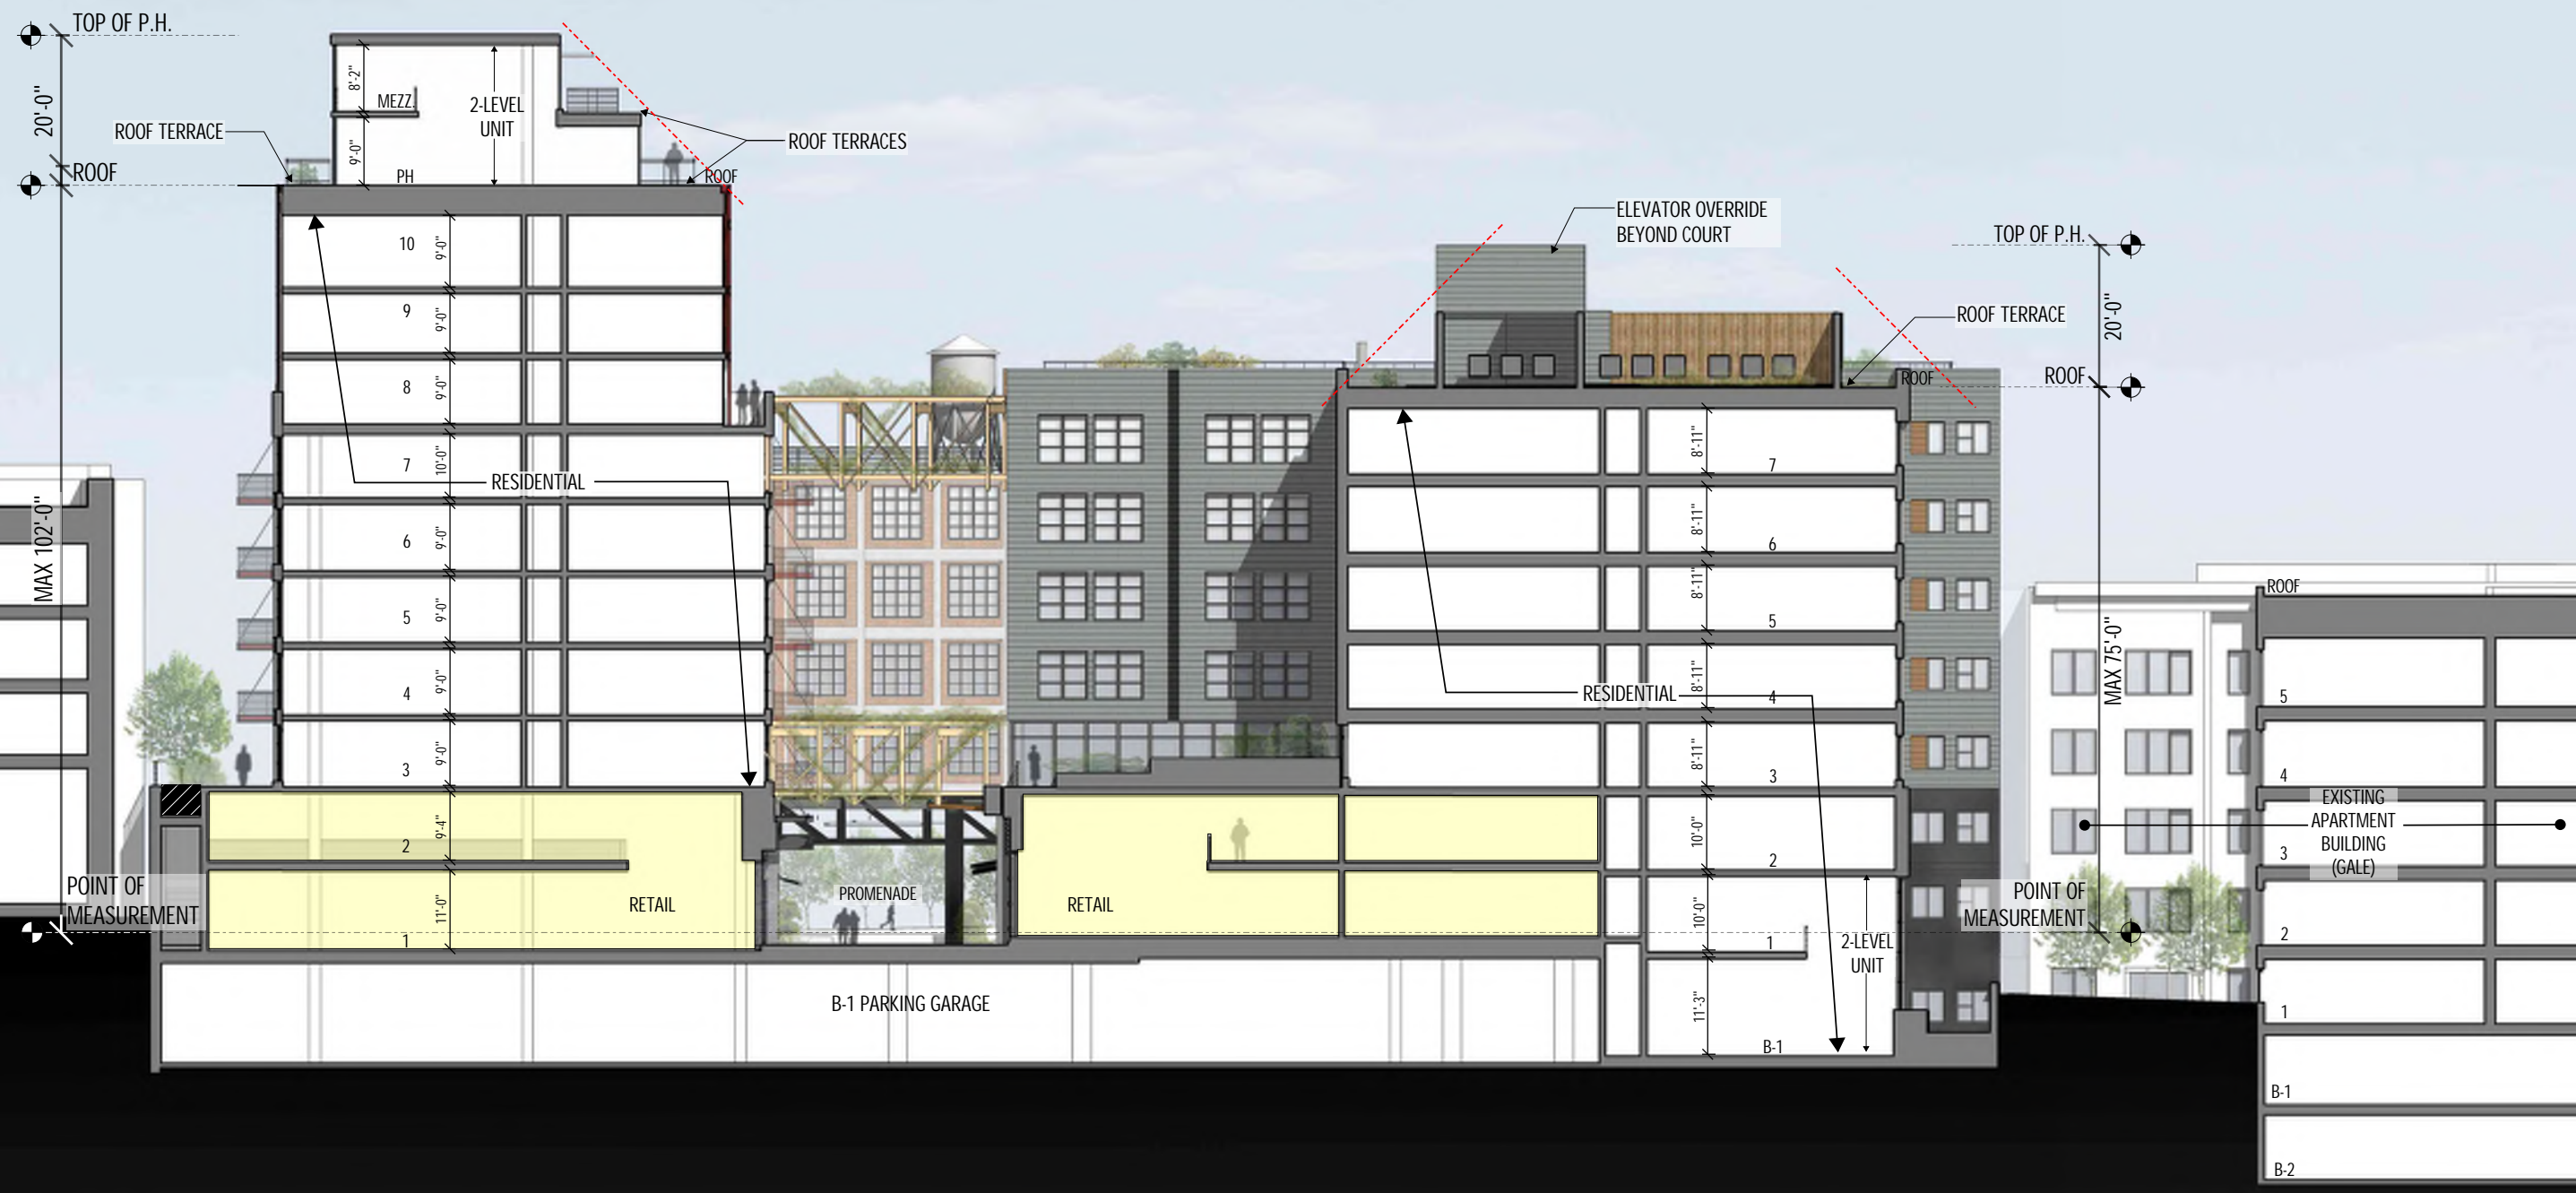 TOP OF P.H.
20'-0"
ROOF
MAX 102'-0"
POINT OF
MEASUREMENT
ROOF TERRACE
8'-2"
MEZZ.
2-LEVEL
UNIT
9'-0"
PH
ROOF
ROOF TERRACES
10
9'-0"
9
9'-0"
8
9'-0"
7
10'-0"
RESIDENTIAL
6
9'-0"
5
9'-0"
4
9'-0"
3
9'-0"
2
9'-4"
1
11'-0"
RETAIL
PROMENADE
RETAIL
B-1 PARKING GARAGE
ELEVATOR OVERRIDE
BEYOND COURT
TOP OF P.H.
20'-0"
ROOF TERRACE
ROOF
ROOF
MAX 75'-0"
8'-11"
7
8'-11"
6
8'-11"
5
8'-11"
RESIDENTIAL
4
8'-11"
3
10'-0"
2
10'-0"
1
2-LEVEL
UNIT
11'-3"
B-1
POINT OF
MEASUREMENT
ROOF
5
4
EXISTING
APARTMENT
BUILDING
(GALE)
3
2
1
B-1
B-2